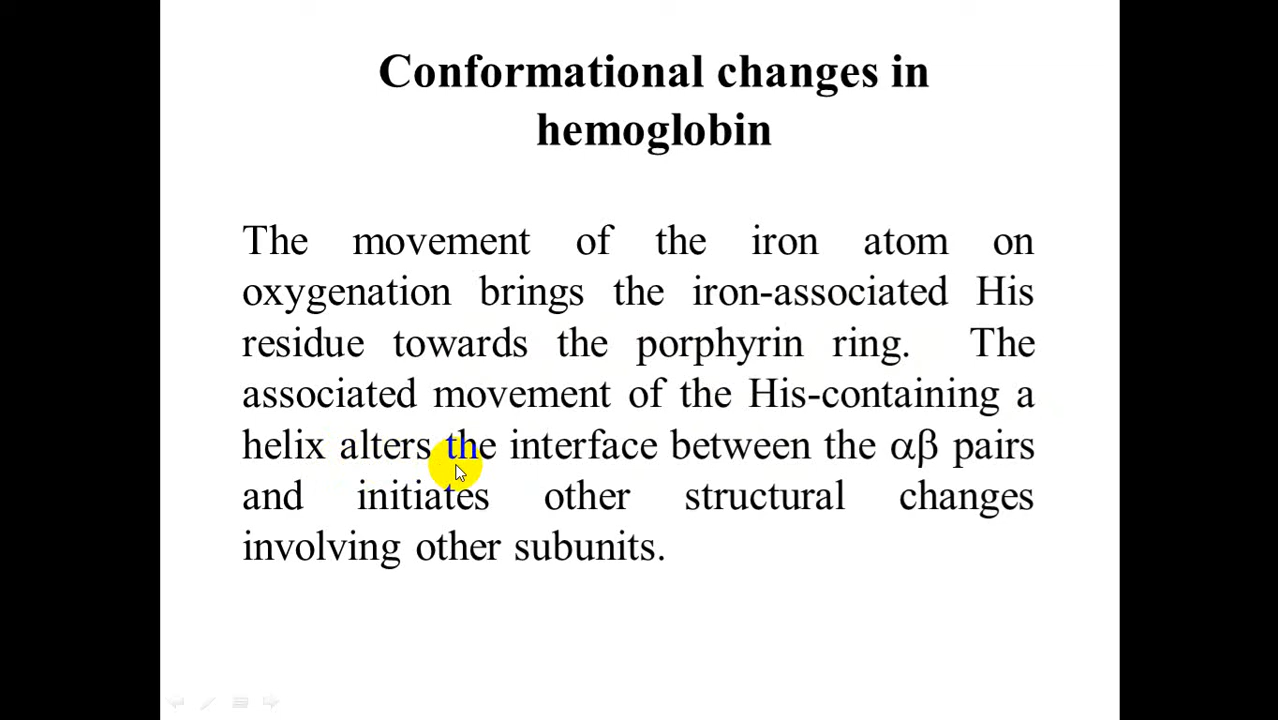 Conformational changes in
hemoglobin
The movement of the iron atom on
oxygenation brings the iron-associated His
residue towards the porphyrin ring. The
associated movement of the His-containing a
helix alters the interface between the αβ pairs
and initiates other structural changes
involving other subunits.